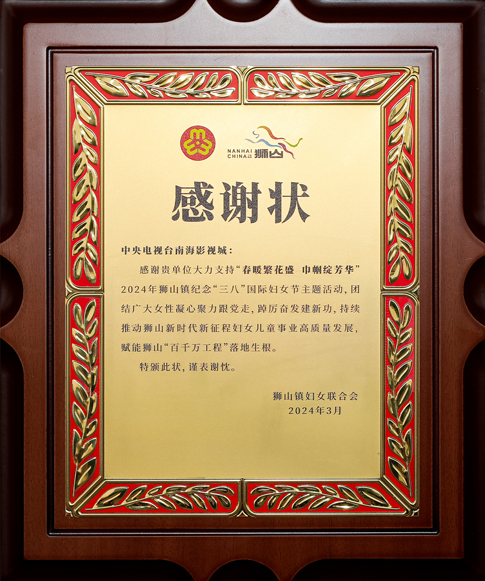 NANHAI
CHINA 狮山
感谢状
中央电视台南海影视城：
感谢贵单位大力支持“春暖繁花盛 巾帼绽芳华”
2024年狮山镇纪念“三八”国际妇女节主题活动，团
结广大女性凝心聚力跟党走，踔厉奋发建新功，持续
推动狮山新时代新征程妇女儿童事业高质量发展，
赋能狮山“百千万工程”落地生根。
特颁此状，谨表谢忱。
狮山镇妇女联合会
2024年3月